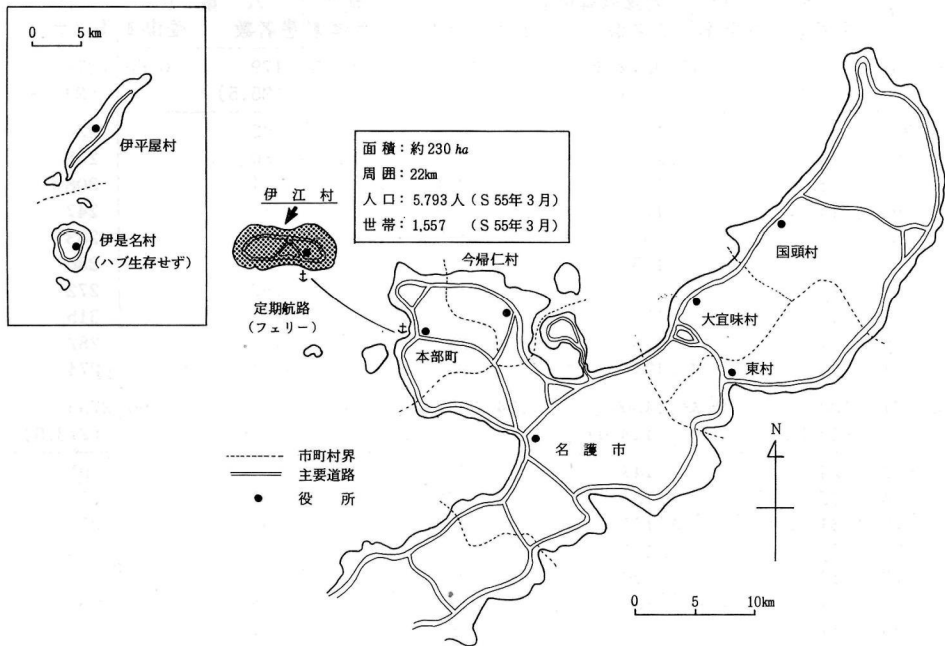 0 5 km
伊平屋村
伊是名村
(ハブ生存せず)
面積：約230 ha
周囲：22km
人口：5.793人（S 55年3月）
世帯：1,557 （S 55年3月）
伊江村
定期航路
(フェリー)
今帰仁村
本部町
国頭村
大宜味村
東村
名護市
市町村界
主要道路
役所
N
0 5 10km